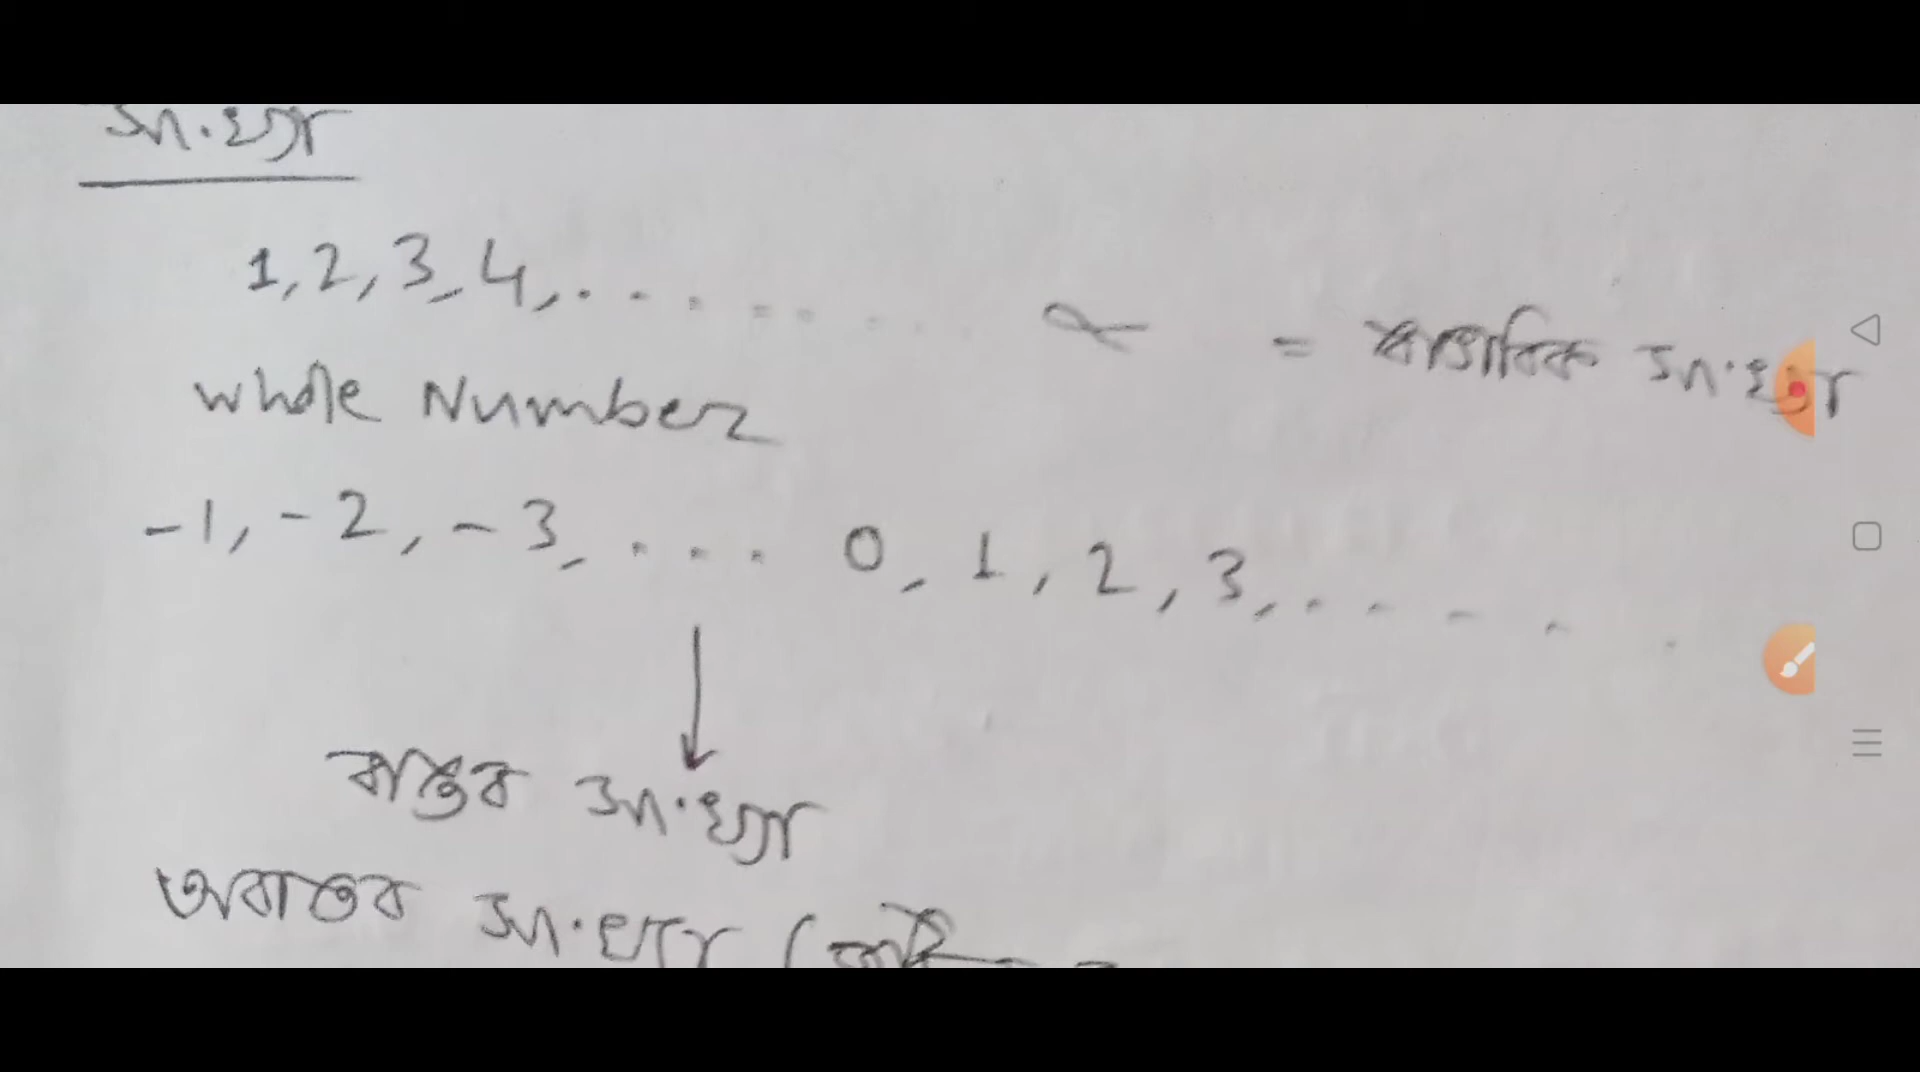 সংখ্যা
1, 2, 3, 4, . . . . . . . . ∝ = স্বাভাবিক সংখ্যা
Whole Number
-1, -2, -3, . . . 0, 1, 2, 3, . . . . .
↓
বাস্তব সংখ্যা
অবাস্তব সংখ্যা (